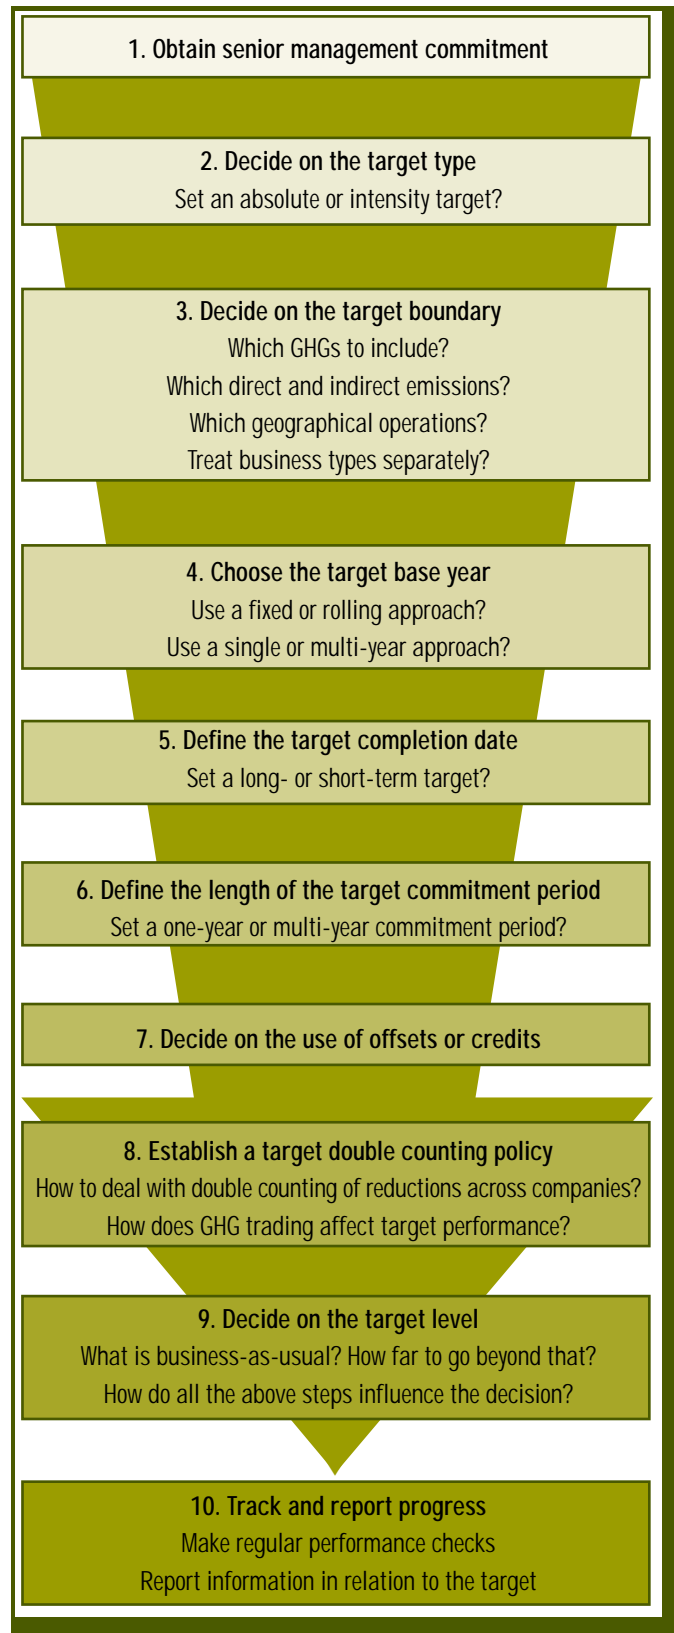 1. Obtain senior management commitment
2. Decide on the target type
Set an absolute or intensity target?
3. Decide on the target boundary
Which GHGs to include?
Which direct and indirect emissions?
Which geographical operations?
Treat business types separately?
4. Choose the target base year
Use a fixed or rolling approach?
Use a single or multi-year approach?
5. Define the target completion date
Set a long- or short-term target?
6. Define the length of the target commitment period
Set a one-year or multi-year commitment period?
7. Decide on the use of offsets or credits
8. Establish a target double counting policy
How to deal with double counting of reductions across companies?
How does GHG trading affect target performance?
9. Decide on the target level
What is business-as-usual? How far to go beyond that?
How do all the above steps influence the decision?
10. Track and report progress
Make regular performance checks
Report information in relation to the target